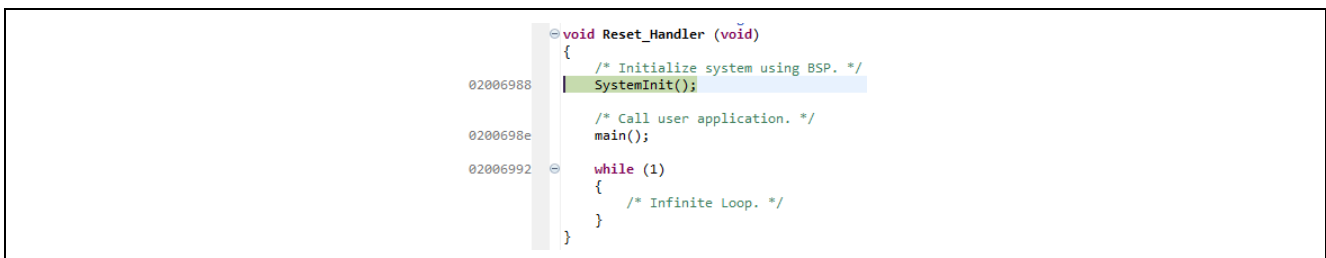 void Reset_Handler (void)
{
/* Initialize system using BSP. */
02006988 SystemInit();
/* Call user application. */
0200698e main();
02006992 while (1)
{
/* Infinite Loop. */
}
}